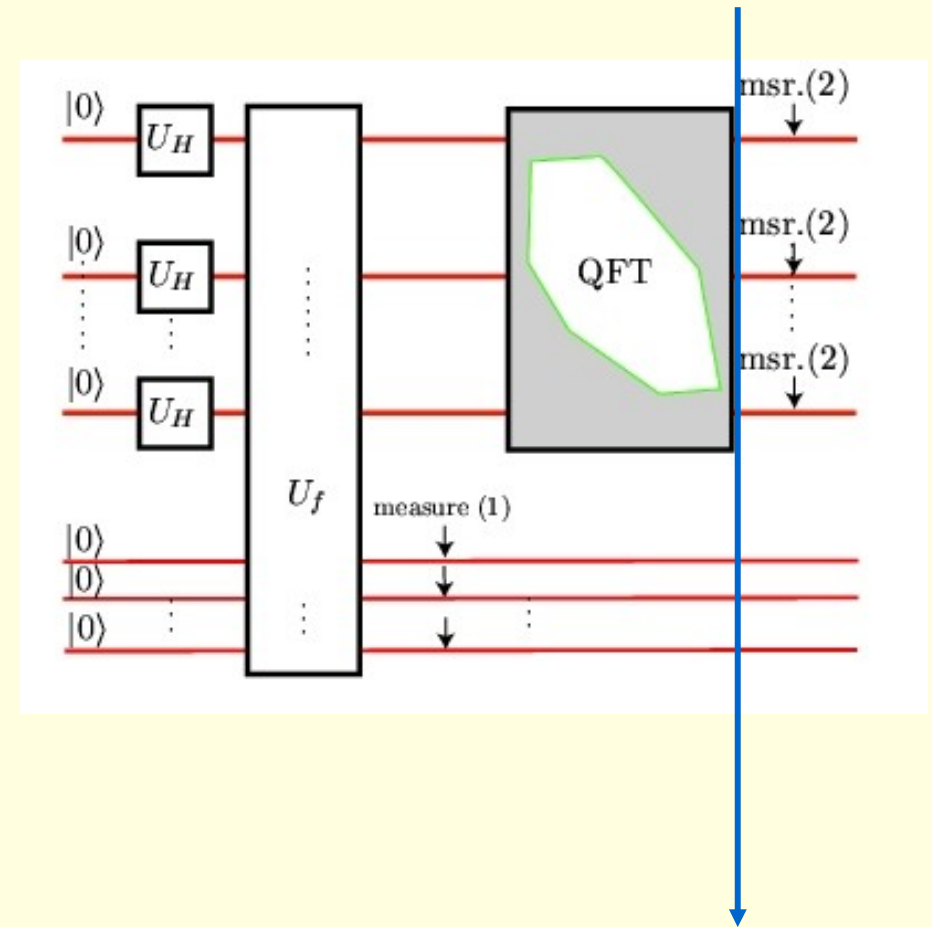 msr.(2)
|0⟩
U_H
msr.(2)
|0⟩
U_H
QFT
msr.(2)
|0⟩
U_H
U_f
measure (1)
|0⟩
|0⟩
|0⟩